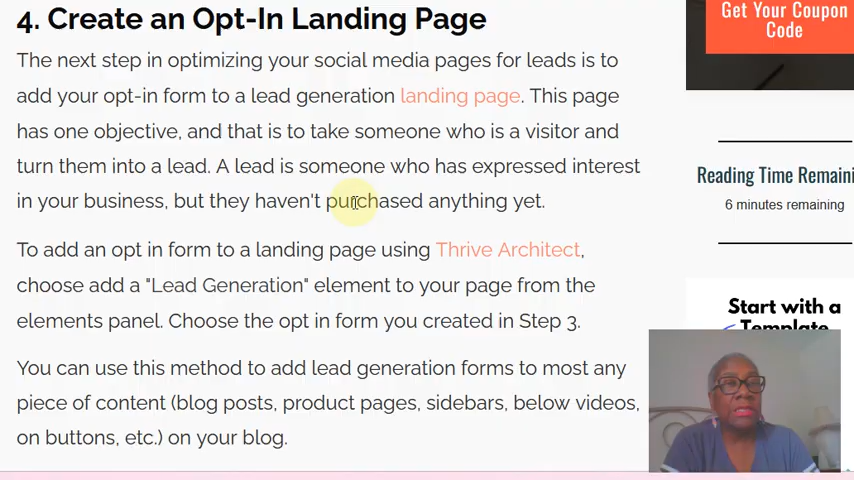 4. Create an Opt-In Landing Page
The next step in optimizing your social media pages for leads is to
add your opt-in form to a lead generation landing page. This page
has one objective, and that is to take someone who is a visitor and
turn them into a lead. A lead is someone who has expressed interest
in your business, but they haven't purchased anything yet.
To add an opt in form to a landing page using Thrive Architect,
choose add a "Lead Generation" element to your page from the
elements panel. Choose the opt in form you created in Step 3.
You can use this method to add lead generation forms to most any
piece of content (blog posts, product pages, sidebars, below videos,
on buttons, etc.) on your blog.
Get Your Coupon
Code
Reading Time Remaini
6 minutes remaining
Start with a
Template